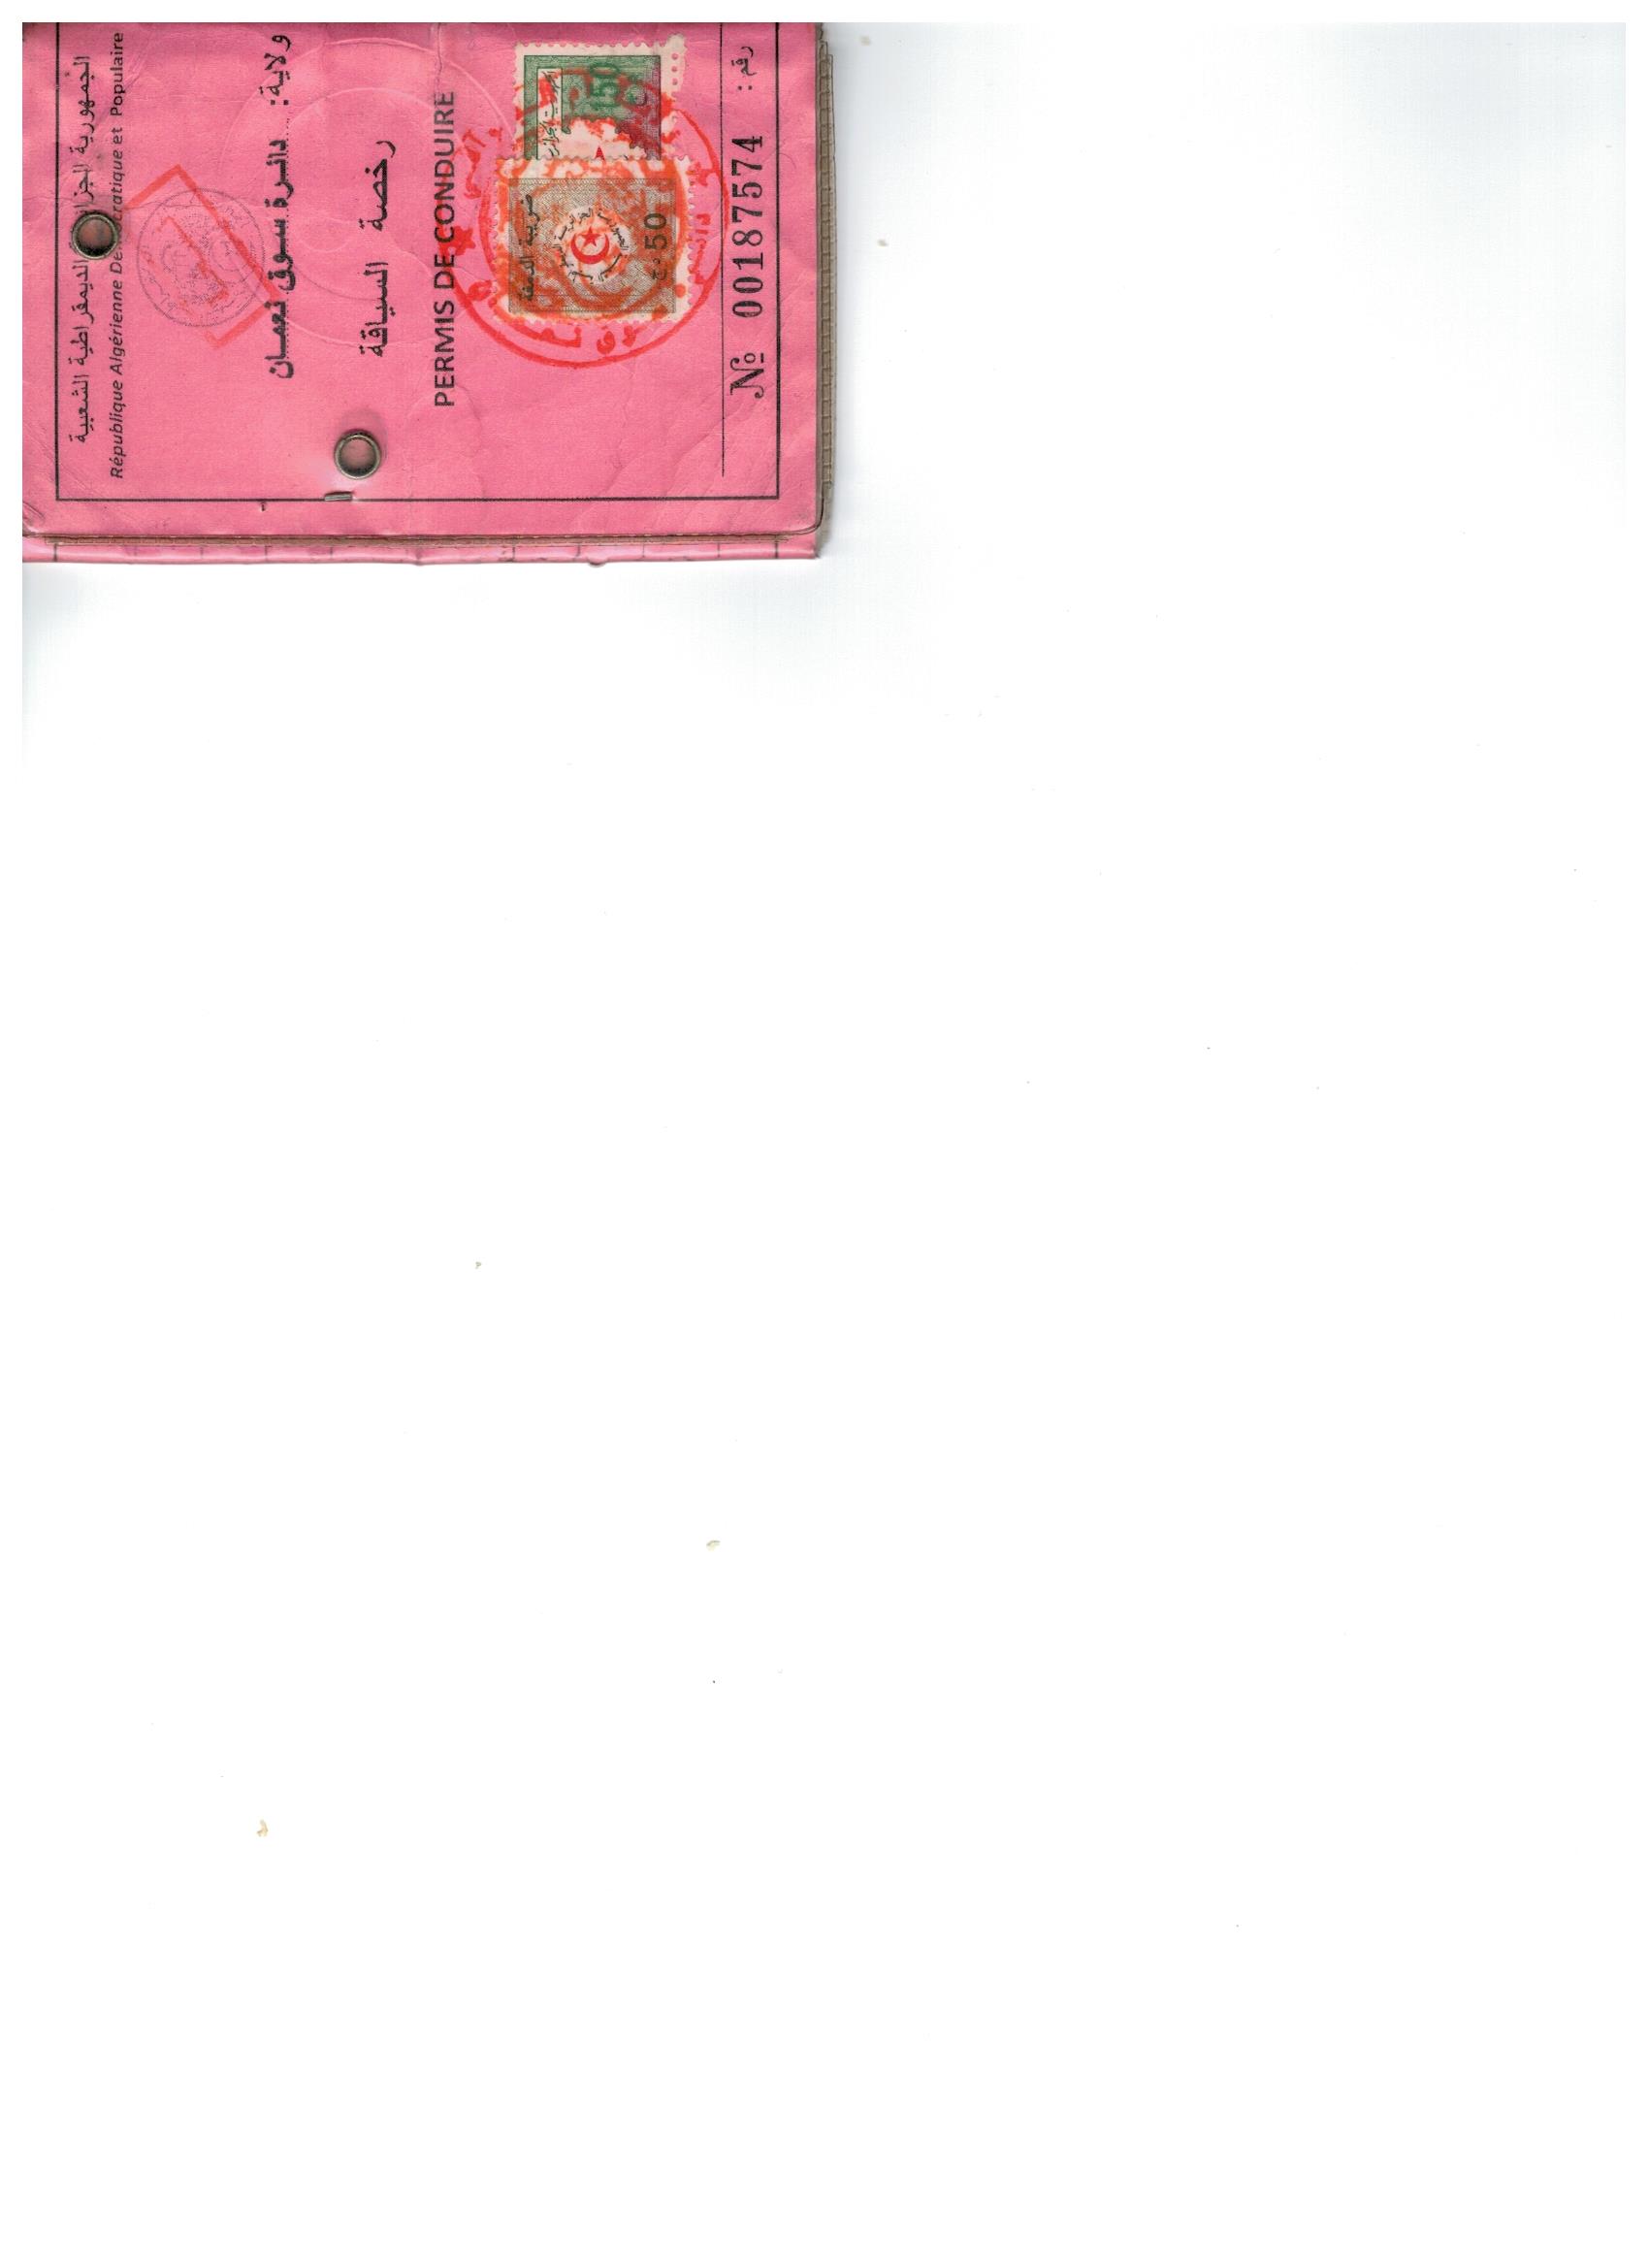 الجمهورية الجزائرية الديمقراطية الشعبية
République Algérienne Démocratique et Populaire
ولاية: دائرة سوق نعمان
رخصة السياقة
PERMIS DE CONDUIRE
150
ضريبة الدمغة
50 دج
رقم :
№ 00187574